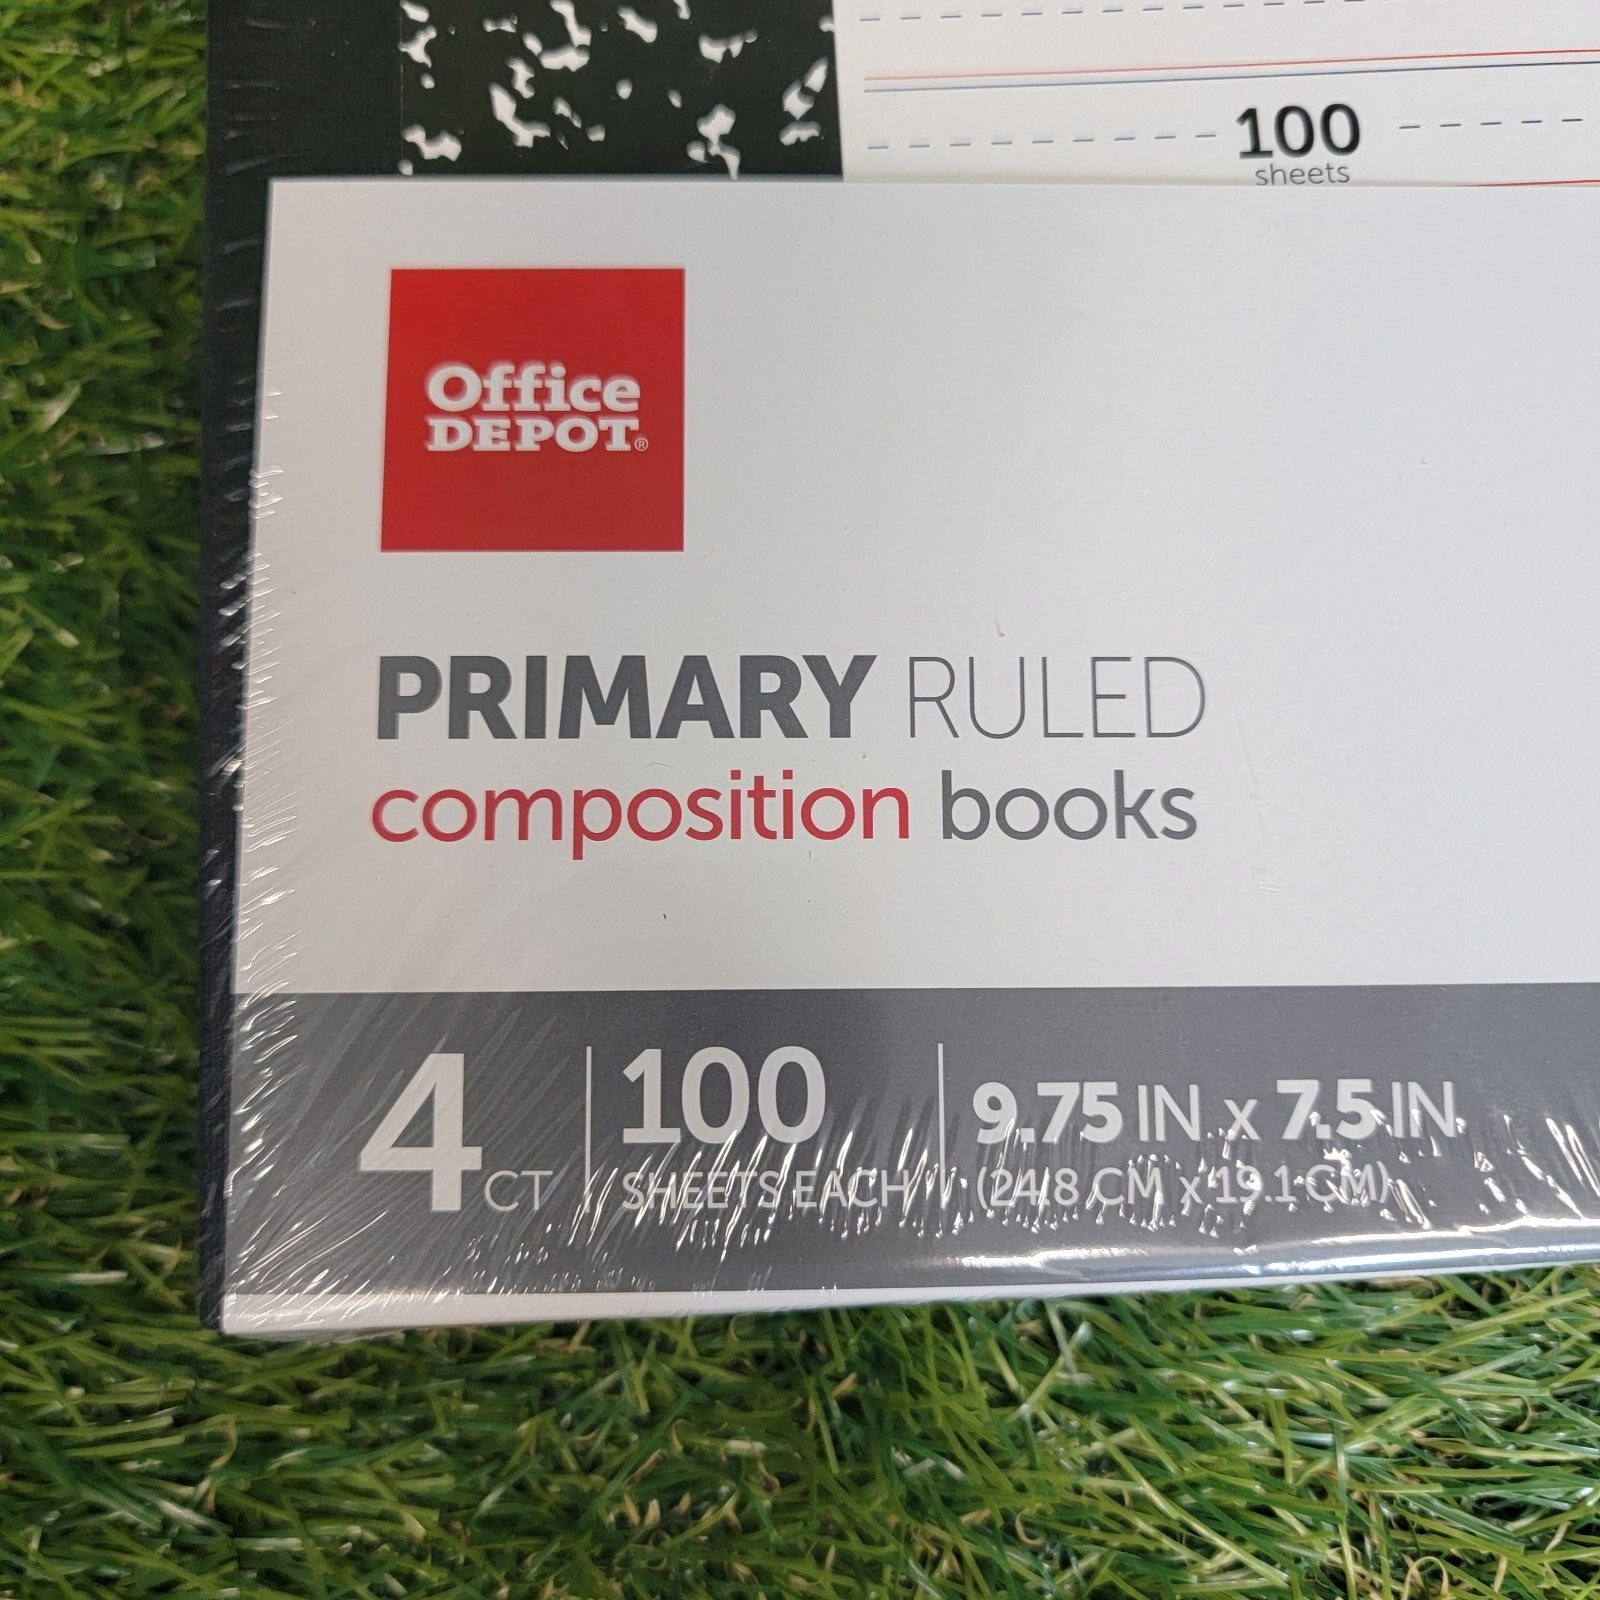 100
sheets
Office
DEPOT®
PRIMARY RULED
composition books
4 CT
100
SHEETS EACH
9.75 IN x 7.5 IN
(24.8 CM x 19.1 CM)